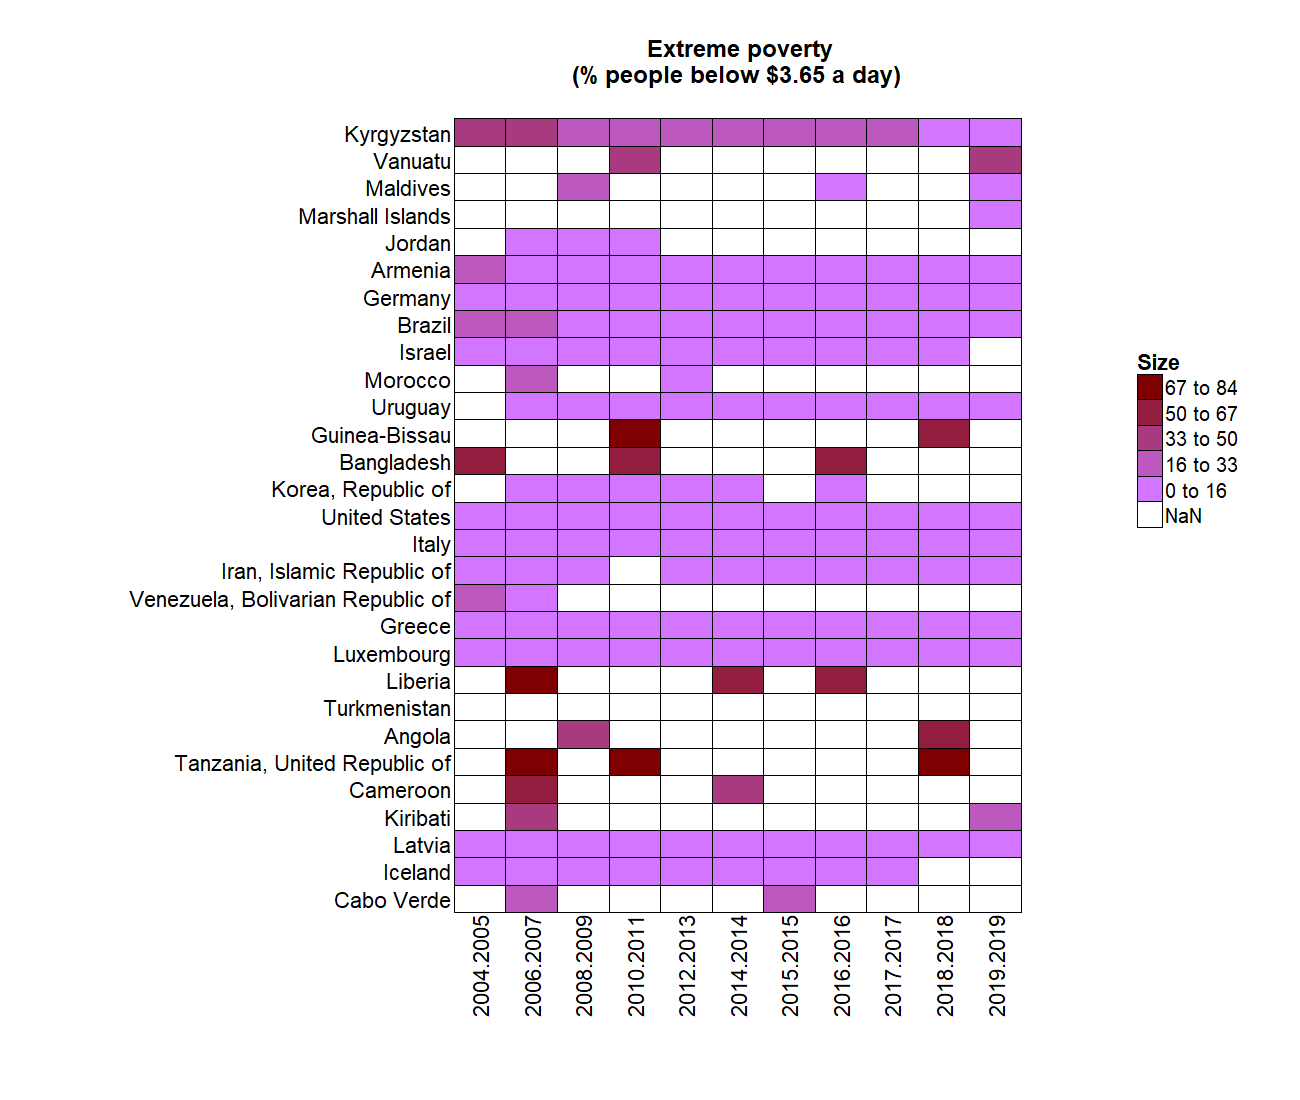 Extreme poverty
(% people below $3.65 a day)
Kyrgyzstan
Vanuatu
Maldives
Marshall Islands
Jordan
Armenia
Germany
Brazil
Israel
Morocco
Uruguay
Guinea-Bissau
Bangladesh
Korea, Republic of
United States
Italy
Iran, Islamic Republic of
Venezuela, Bolivarian Republic of
Greece
Luxembourg
Liberia
Turkmenistan
Angola
Tanzania, United Republic of
Cameroon
Kiribati
Latvia
Iceland
Cabo Verde
2004.2005
2006.2007
2008.2009
2010.2011
2012.2013
2014.2014
2015.2015
2016.2016
2017.2017
2018.2018
2019.2019
Size
67 to 84
50 to 67
33 to 50
16 to 33
0 to 16
NaN